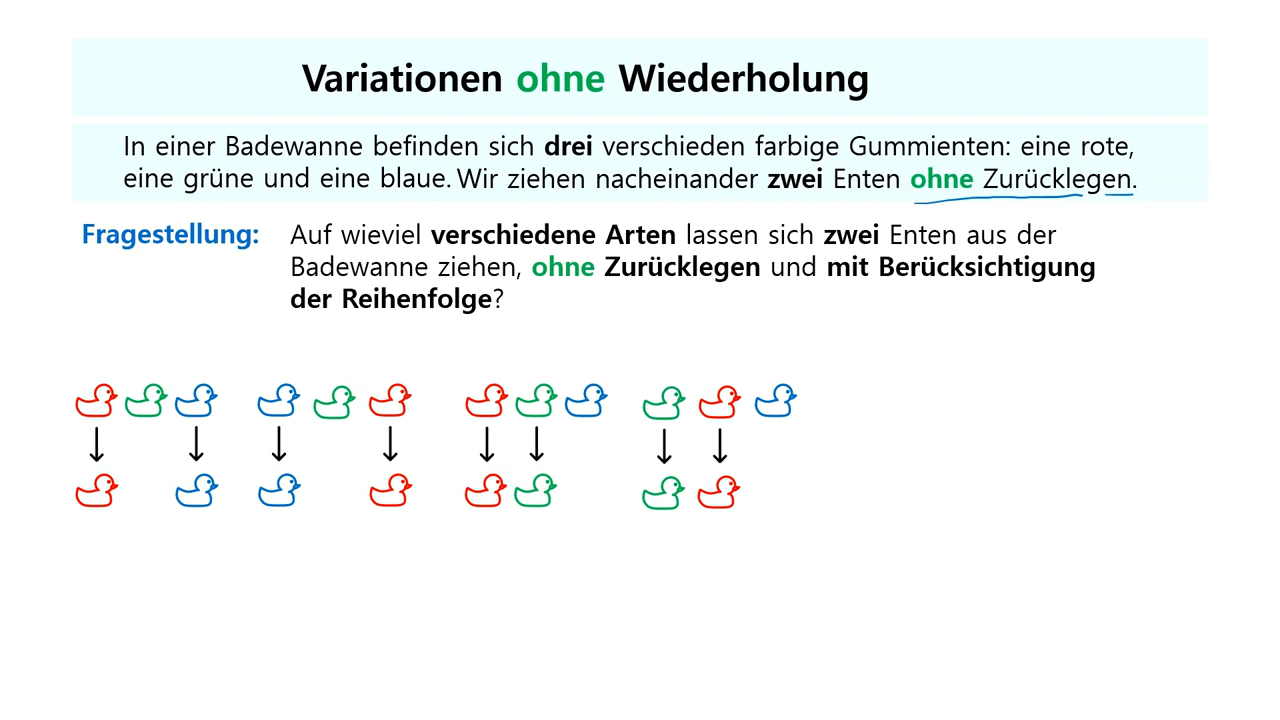 Variationen ohne Wiederholung
In einer Badewanne befinden sich drei verschieden farbige Gummienten: eine rote,
eine grüne und eine blaue. Wir ziehen nacheinander zwei Enten ohne Zurücklegen.
Fragestellung: Auf wieviel verschiedene Arten lassen sich zwei Enten aus der
Badewanne ziehen, ohne Zurücklegen und mit Berücksichtigung
der Reihenfolge?